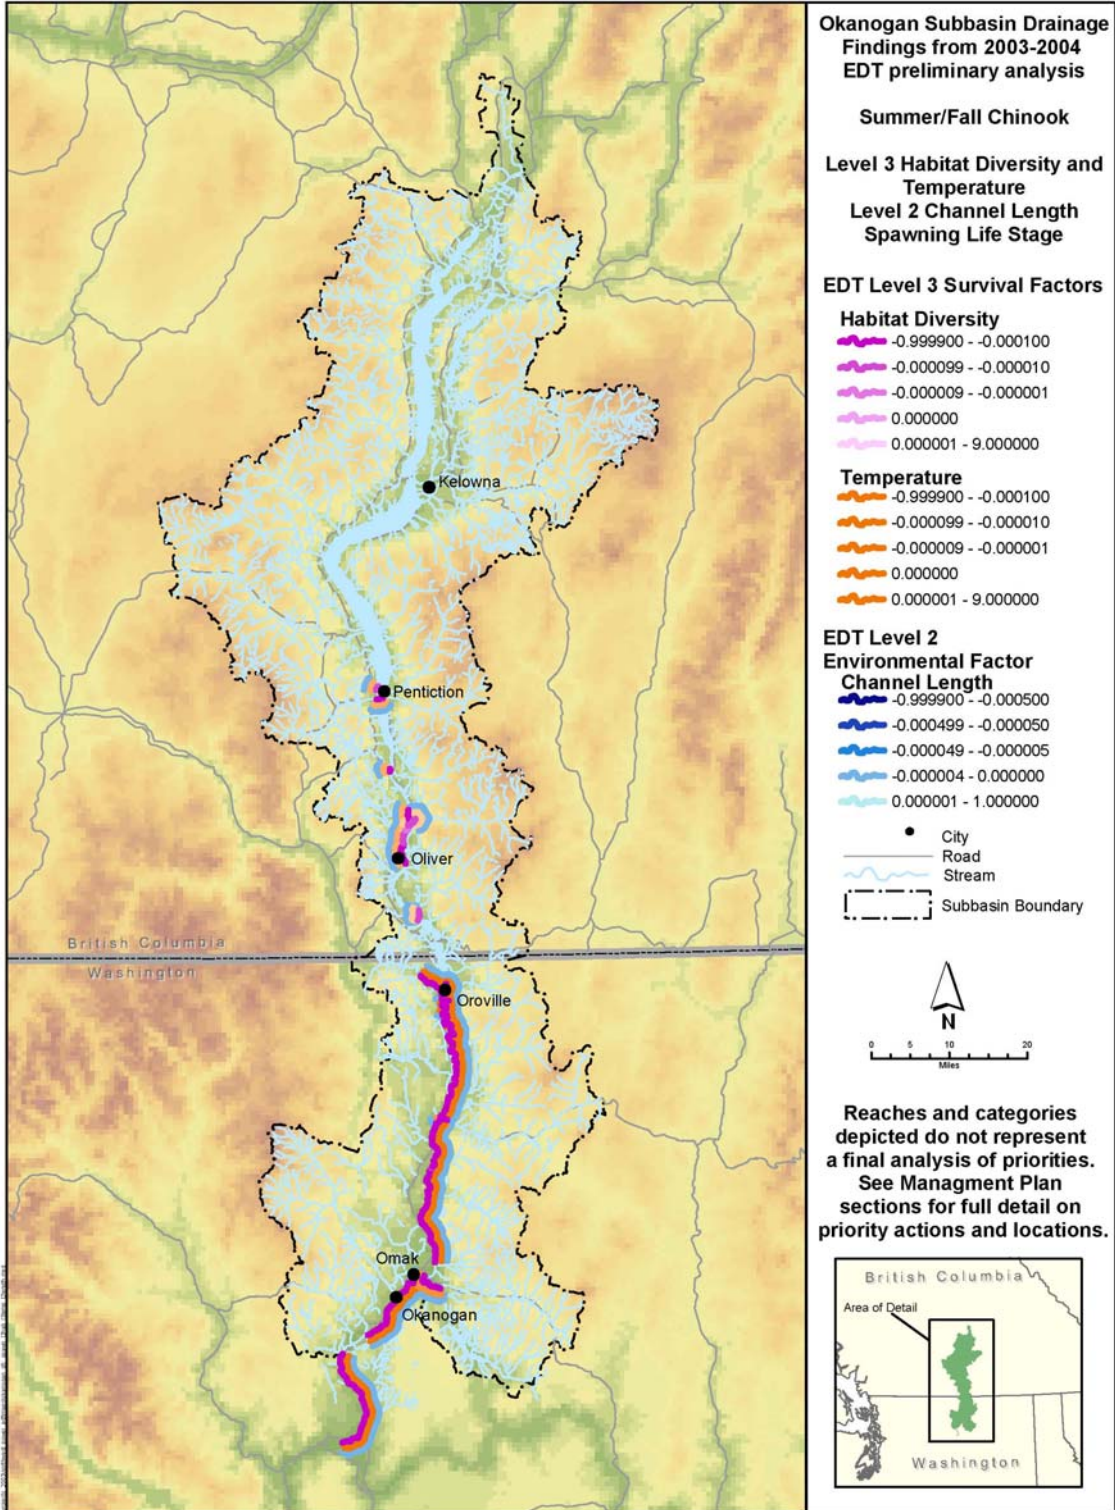 Okanogan Subbasin Drainage
Findings from 2003-2004
EDT preliminary analysis
Summer/Fall Chinook
Level 3 Habitat Diversity and
Temperature
Level 2 Channel Length
Spawning Life Stage
EDT Level 3 Survival Factors
Habitat Diversity
-0.999900 - -0.000100
-0.000099 - -0.000010
-0.000009 - -0.000001
0.000000
0.000001 - 9.000000
Temperature
-0.999900 - -0.000100
-0.000099 - -0.000010
-0.000009 - -0.000001
0.000000
0.000001 - 9.000000
EDT Level 2
Environmental Factor
Channel Length
-0.999900 - -0.000500
-0.000499 - -0.000050
-0.000049 - -0.000005
-0.000004 - 0.000000
0.000001 - 1.000000
City
Road
Stream
Subbasin Boundary
N
0 5 10 20
Miles
Reaches and categories
depicted do not represent
a final analysis of priorities.
See Managment Plan
sections for full detail on
priority actions and locations.
British Columbia
Area of Detail
Washington
Kelowna
Pentiction
Oliver
British Columbia
Washington
Oroville
Omak
Okanogan